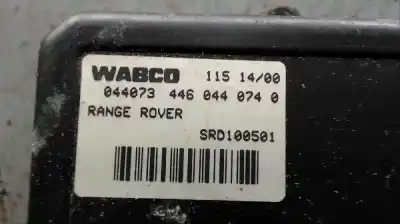 WABCO 115 14/00
044073 446 044 074 0
RANGE ROVER
SRD100501